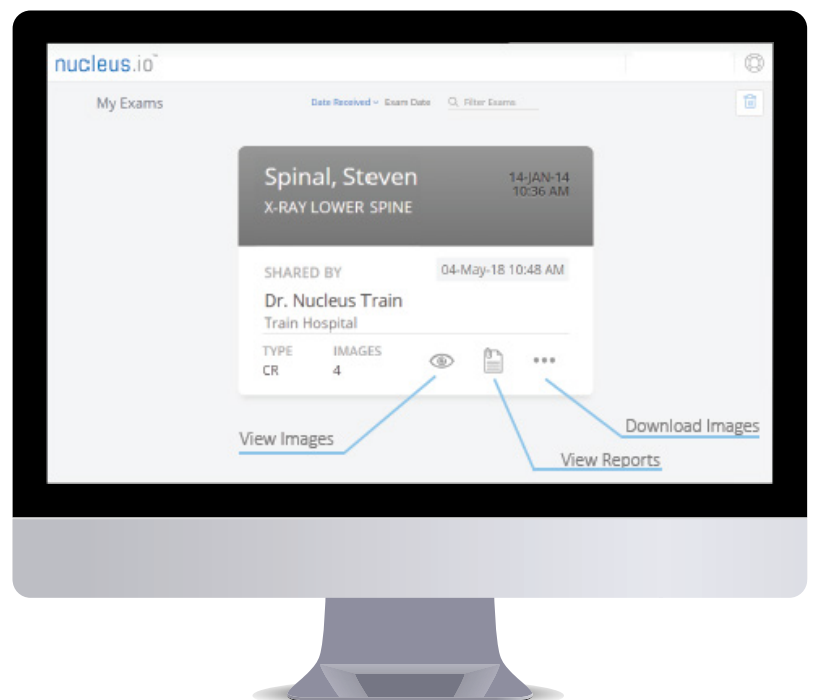 nucleus.io™
My Exams
Date Received Exam Date Filter Exams
Spinal, Steven 14-JAN-14
X-RAY LOWER SPINE 10:36 AM
SHARED BY 04-May-18 10:48 AM
Dr. Nucleus Train
Train Hospital
TYPE IMAGES
CR 4
View Images
Download Images
View Reports